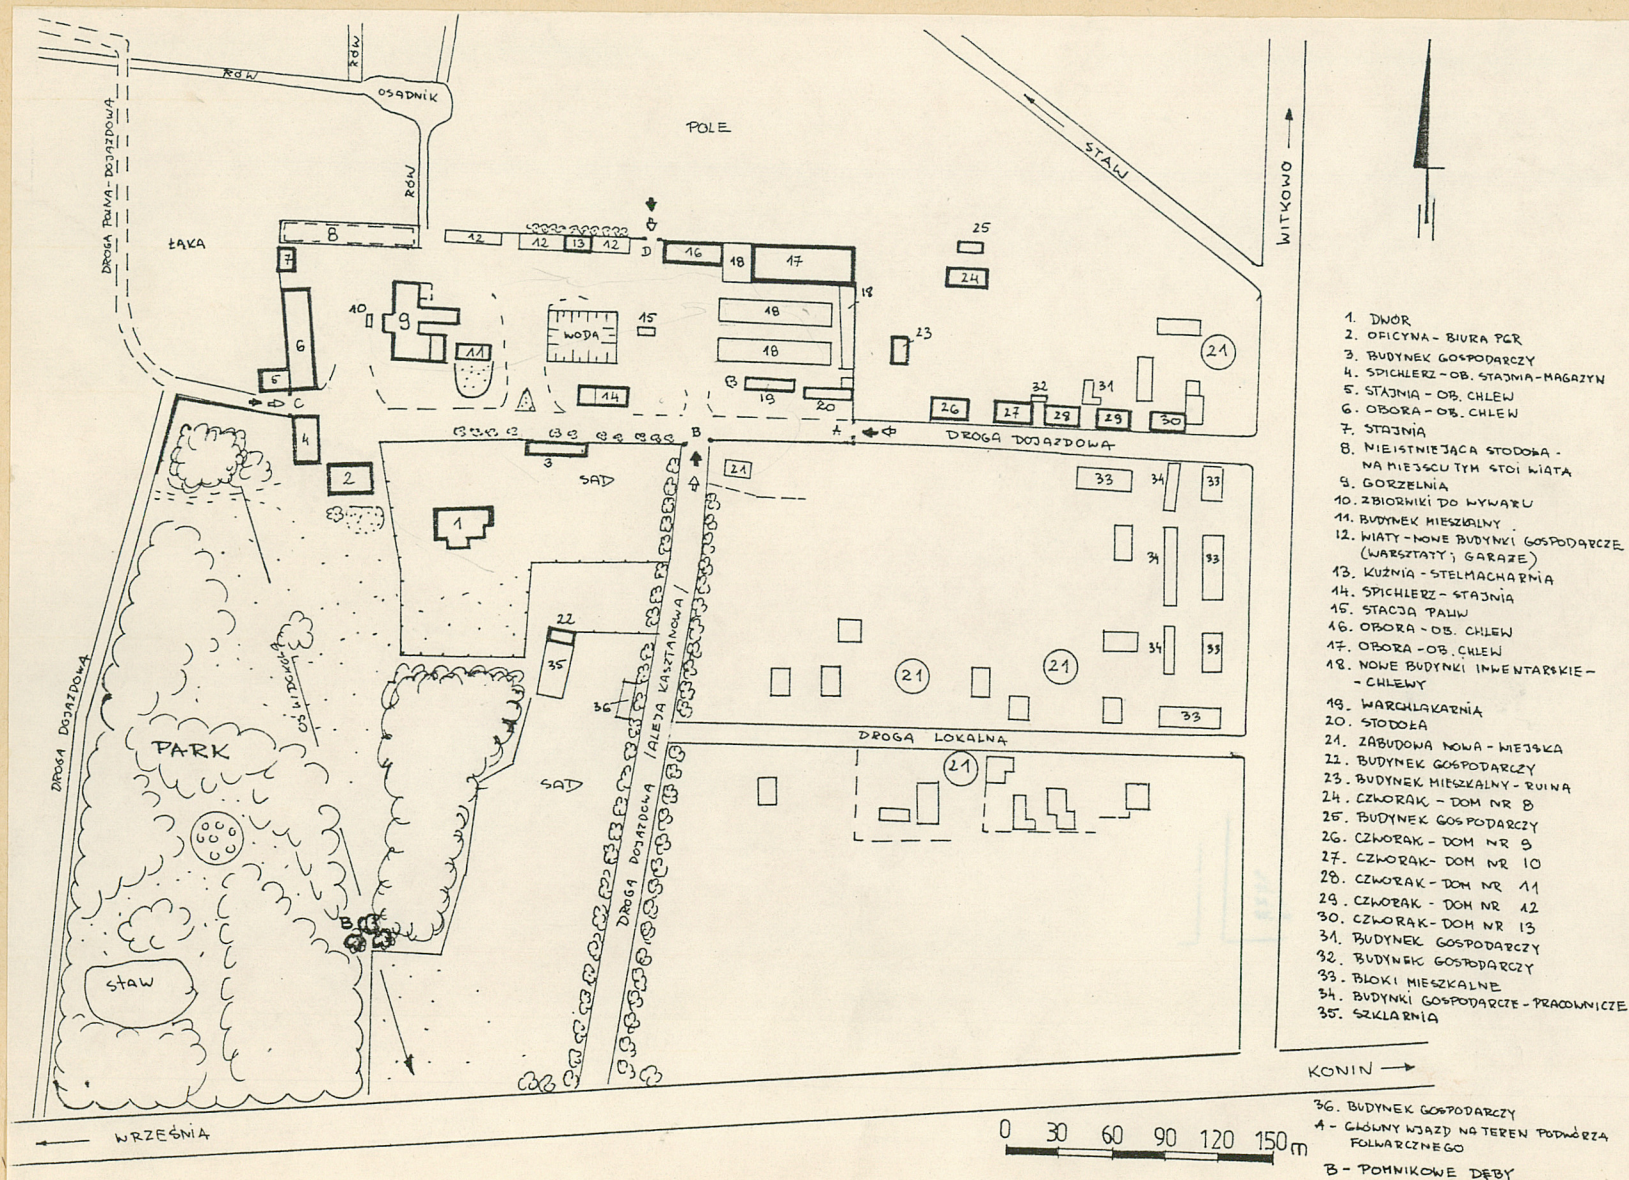 RÓW
RÓW
OSADNIK
RÓW
DROGA POLNA-DOJAZDOWA
POLE
STAW
WITKOWO
ŁĄKA
8
7
12
12
13
12
D
16
18
17
18
25
24
10
9
6
11
WODA
15
18
18
23
21
5
C
14
19
20
26
32
27
28
31
29
30
4
2
3
B
A
DROGA DOJAZDOWA
SAD
21
33
34
33
1
34
33
22
35
36
34
33
21
21
33
DROGA DOJAZDOWA /ALEJA KASZTANOWA/
DROGA LOKALNA
21
OŚ WIDOKOWA
DROGA DOJAZDOWA
PARK
SAD
B
STAW
WRZEŚNIA
KONIN
0 30 60 90 120 150 m
1. DWÓR
2. OFICYNA - BIURA PGR
3. BUDYNEK GOSPODARCZY
4. SPICHLERZ - OB. STAJNIA - MAGAZYN
5. STAJNIA - OB. CHLEW
6. OBORA - OB. CHLEW
7. STAJNIA
8. NIEISTNIEJĄCA STODOŁA -
NA MIEJSCU TYM STOI WIATA
9. GORZELNIA
10. ZBIORNIKI DO WYWARU
11. BUDYNEK MIESZKALNY
12. WIATY - NOWE BUDYNKI GOSPODARCZE
(WARSZTATY; GARAŻE)
13. KUŹNIA - STELMACHARNIA
14. SPICHLERZ - STAJNIA
15. STACJA PALIW
16. OBORA - OB. CHLEW
17. OBORA - OB. CHLEW
18. NOWE BUDYNKI INWENTARSKIE -
- CHLEWY
19. WARCHLAKARNIA
20. STODOŁA
21. ZABUDOWA NOWA - WIEJSKA
22. BUDYNEK GOSPODARCZY
23. BUDYNEK MIESZKALNY - RUINA
24. CZWORAK - DOM NR 8
25. BUDYNEK GOSPODARCZY
26. CZWORAK - DOM NR 9
27. CZWORAK - DOM NR 10
28. CZWORAK - DOM NR 11
29. CZWORAK - DOM NR 12
30. CZWORAK - DOM NR 13
31. BUDYNEK GOSPODARCZY
32. BUDYNEK GOSPODARCZY
33. BLOKI MIESZKALNE
34. BUDYNKI GOSPODARCZE - PRACOWNICZE
35. SZKLARNIA
36. BUDYNEK GOSPODARCZY
A - GŁÓWNY WJAZD NA TEREN PODWÓRZA
FOLWARCZNEGO
B - POMNIKOWE DĘBY